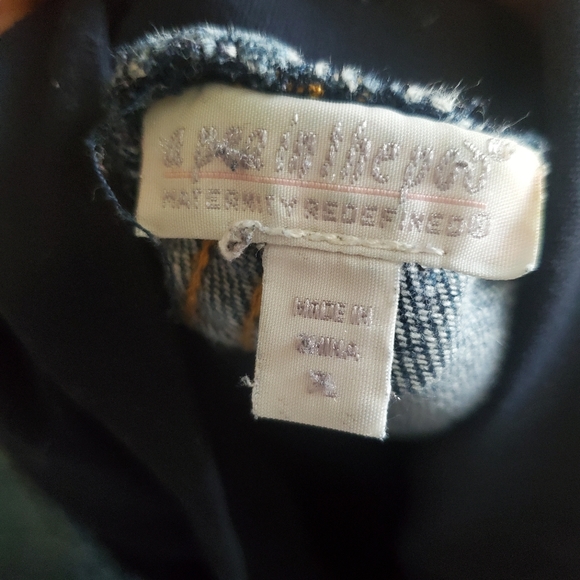 a pea in the pod®
MATERNITY REDEFINED®
MADE IN
CHINA